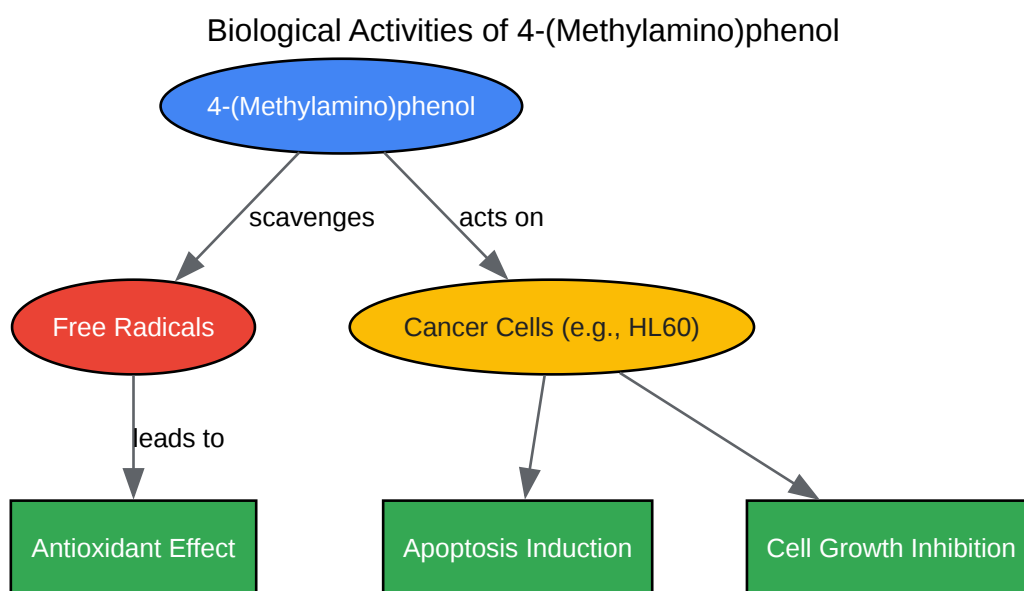 Biological Activities of 4-(Methylamino)phenol
4-(Methylamino)phenol
scavenges
acts on
Free Radicals
Cancer Cells (e.g., HL60)
leads to
Antioxidant Effect
Apoptosis Induction
Cell Growth Inhibition